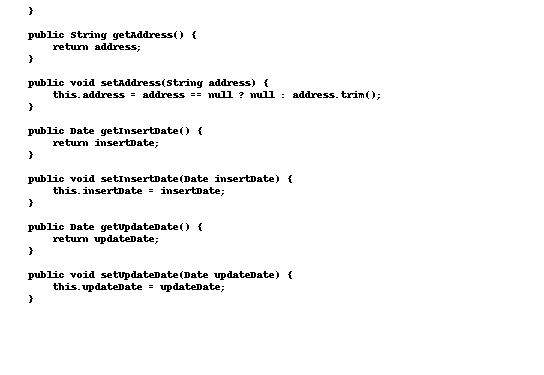 }
public String getAddress() {
return address;
}
public void setAddress(String address) {
this.address = address == null ? null : address.trim();
}
public Date getInsertDate() {
return insertDate;
}
public void setInsertDate(Date insertDate) {
this.insertDate = insertDate;
}
public Date getUpdateDate() {
return updateDate;
}
public void setUpdateDate(Date updateDate) {
this.updateDate = updateDate;
}